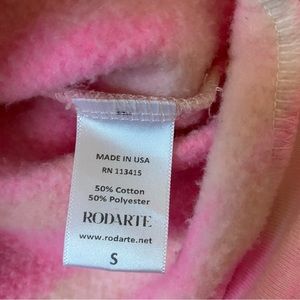 MADE IN USA
RN 113415
50% Cotton
50% Polyester
RODARTE
www.rodarte.net
S